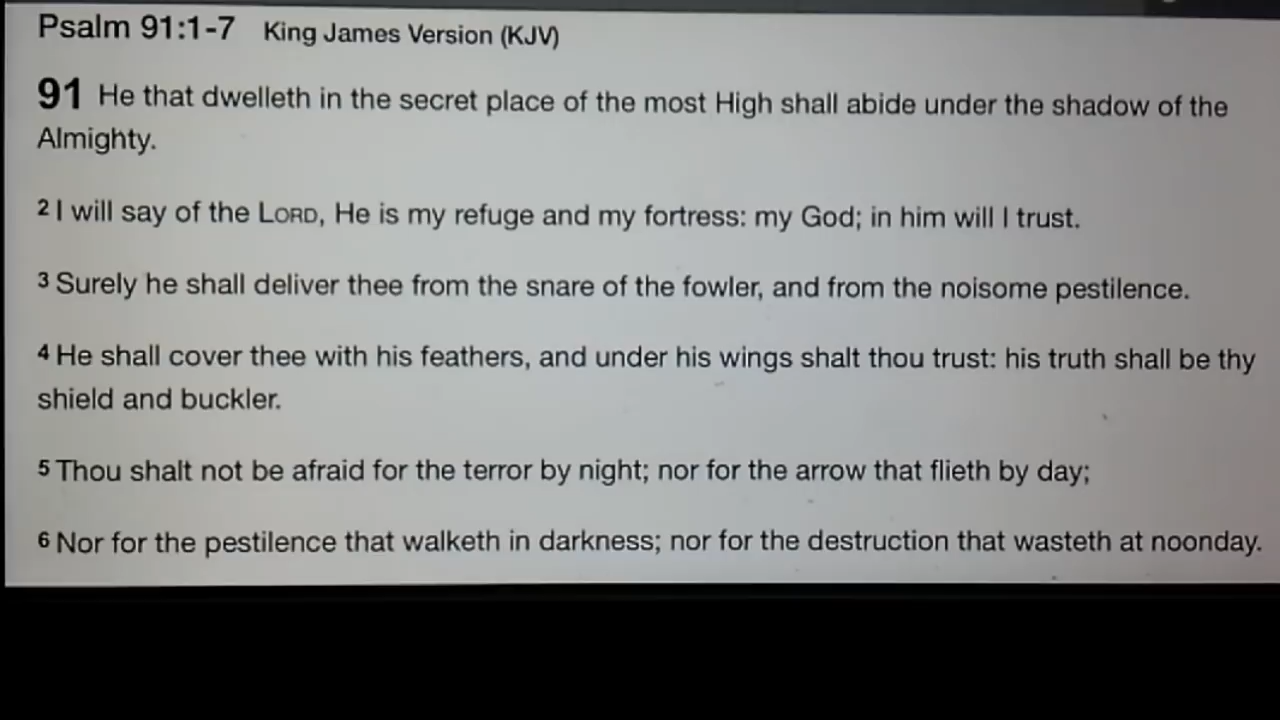 Psalm 91:1-7 King James Version (KJV)
91 He that dwelleth in the secret place of the most High shall abide under the shadow of the
Almighty.
2 I will say of the LORD, He is my refuge and my fortress: my God; in him will I trust.
3 Surely he shall deliver thee from the snare of the fowler, and from the noisome pestilence.
4 He shall cover thee with his feathers, and under his wings shalt thou trust: his truth shall be thy
shield and buckler.
5 Thou shalt not be afraid for the terror by night; nor for the arrow that flieth by day;
6 Nor for the pestilence that walketh in darkness; nor for the destruction that wasteth at noonday.